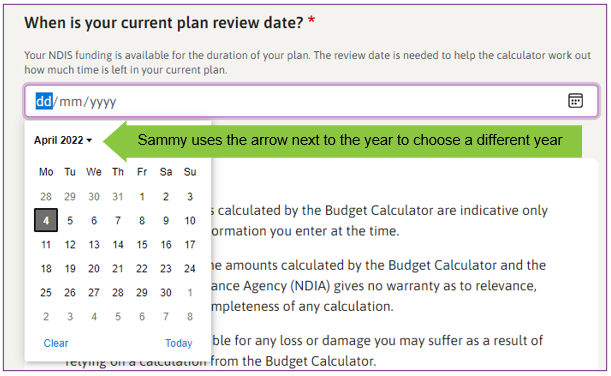 When is your current plan review date? *
Your NDIS funding is available for the duration of your plan. The review date is needed to help the calculator work out
how much time is left in your current plan.
dd/mm/yyyy
April 2022
Sammy uses the arrow next to the year to choose a different year
Mo Tu We Th Fr Sa Su
28 29 30 31 1 2 3
4 5 6 7 8 9 10
11 12 13 14 15 16 17
18 19 20 21 22 23 24
25 26 27 28 29 30 1
2 3 4 5 6 7 8
Clear Today
calculated by the Budget Calculator are indicative only
you enter at the time.
amounts calculated by the Budget Calculator and the
Agency (NDIA) gives no warranty as to relevance,
of any calculation.
for any loss or damage you may suffer as a result of
relying on a calculation from the Budget Calculator.